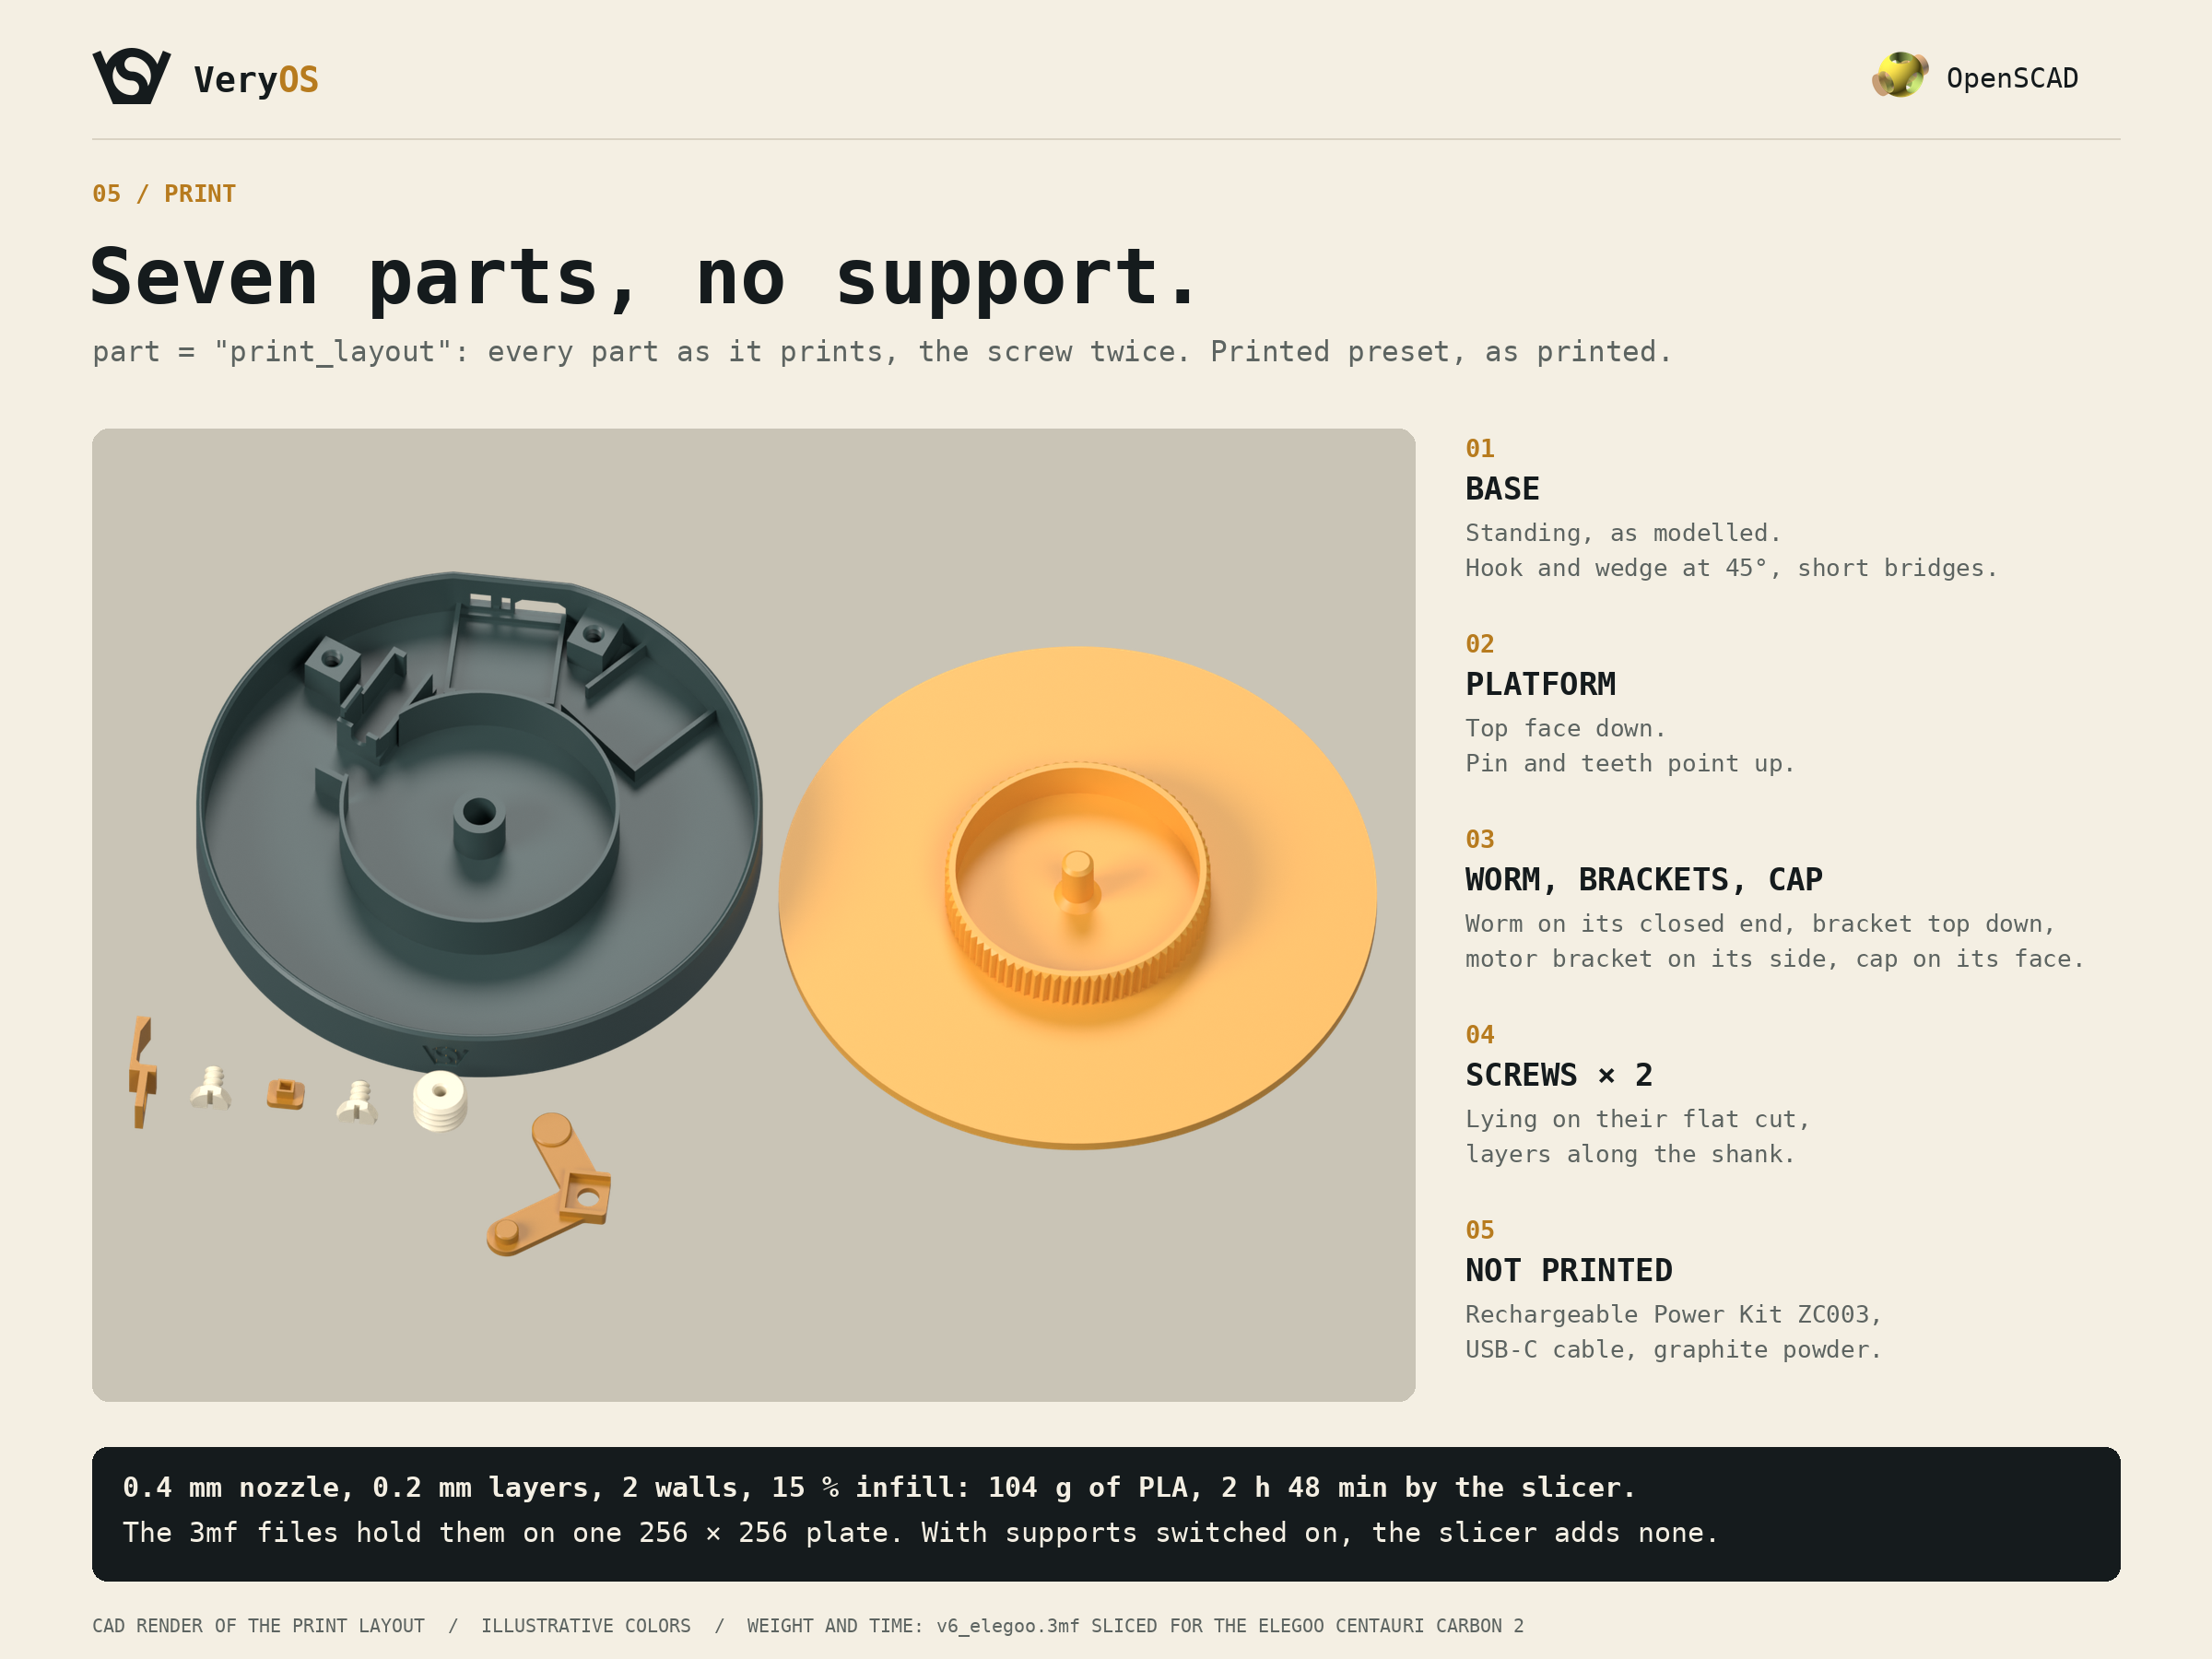 VeryOS
OpenSCAD
05 / PRINT
Seven parts, no support.
part = "print_layout": every part as it prints, the screw twice. Printed preset, as printed.
01
BASE
Standing, as modelled.
Hook and wedge at 45°, short bridges.
02
PLATFORM
Top face down.
Pin and teeth point up.
03
WORM, BRACKETS, CAP
Worm on its closed end, bracket top down,
motor bracket on its side, cap on its face.
04
SCREWS × 2
Lying on their flat cut,
layers along the shank.
05
NOT PRINTED
Rechargeable Power Kit ZC003,
USB-C cable, graphite powder.
0.4 mm nozzle, 0.2 mm layers, 2 walls, 15 % infill: 104 g of PLA, 2 h 48 min by the slicer.
The 3mf files hold them on one 256 × 256 plate. With supports switched on, the slicer adds none.
CAD RENDER OF THE PRINT LAYOUT / ILLUSTRATIVE COLORS / WEIGHT AND TIME: v6_elegoo.3mf SLICED FOR THE ELEGOO CENTAURI CARBON 2